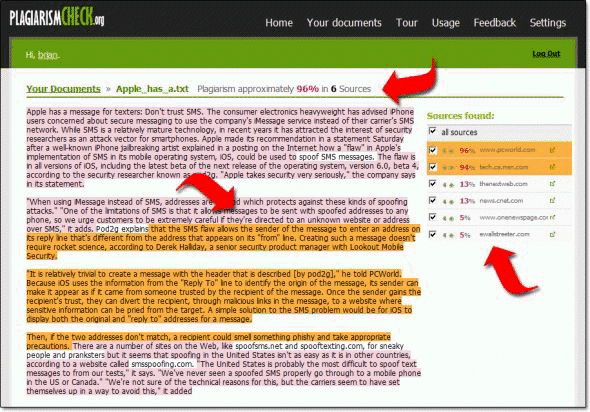 PLAGIARISMCHECK.org
Home Your documents Tour Usage Feedback Settings
Hi, brian.
Log Out
Your Documents » Apple_has_a.txt Plagiarism approximately 96% in 6 Sources
Apple has a message for texters: Don't trust SMS. The consumer electronics heavyweight has advised iPhone
users concerned about secure messaging to use the company's iMessage service instead of their carrier's SMS
network. While SMS is a relatively mature technology, in recent years it has attracted the interest of security
researchers as an attack vector for smartphones. Apple made its recommendation in a statement Saturday
after a well-known iPhone jailbreaking artist explained in a posting on the Internet how a "flaw" in Apple's
implementation of SMS in its mobile operating system, iOS, could be used to spoof SMS messages. The flaw is
in all versions of iOS, including the latest beta of the next release of the operating system, version 6.0, beta 4,
according to the security researcher known as pod2g. "Apple takes security very seriously," the company says
in its statement.
"When using iMessage instead of SMS, addresses are which protects against these kinds of spoofing
attacks." "One of the limitations of SMS is that it allows messages to be sent with spoofed addresses to any
phone, so we urge customers to be extremely careful if they're directed to an unknown website or address
over SMS," it adds. Pod2g explains that the SMS flaw allows the sender of the message to enter an address on
its reply line that's different from the address that appears on its "from" line. Creating such a message doesn't
require rocket science, according to Derek Halliday, a senior security product manager with Lookout Mobile
Security.
"It is relatively trivial to create a message with the header that is described [by pod2g]," he told PCWorld.
Because iOS uses the information from the "Reply To" line to identify the origin of the message, its sender can
make it appear as if it came from someone trusted by the recipient of the message. Once the sender gains the
recipient's trust, they can divert the recipient, through malicious links in the message, to a website where
sensitive information can be pried from the target. A simple solution to the SMS problem would be for iOS to
display both the original and "reply to" addresses for a message.
Then, if the two addresses don't match, a recipient could smell something phishy and take appropriate
precautions. There are a number of sites on the Web, like spoofsms.net and spooftexting.com, for sneaky
people and pranksters but it seems that spoofing in the United States isn't as easy as it is in other countries,
according to a website called smsspoofing.com. "The United States is probably the most difficult to spoof text
messages to from our tests," it says. "We've never seen a spoofed SMS properly go through to a mobile phone
in the US or Canada." "We're not sure of the technical reasons for this, but the carriers seem to have set
themselves up in a way to avoid this," it added
Sources found:
all sources
96% www.pcworld.com
94% tech.ca.msn.com
13% thenextweb.com
13% news.cnet.com
5% www.onenewspage.com
5% ewallstreeter.com